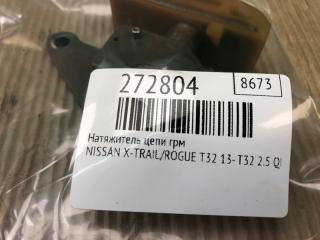 272804
8673
Натяжитель цепи грм
NISSAN X-TRAIL/ROGUE T32 13- T32 2.5 Q